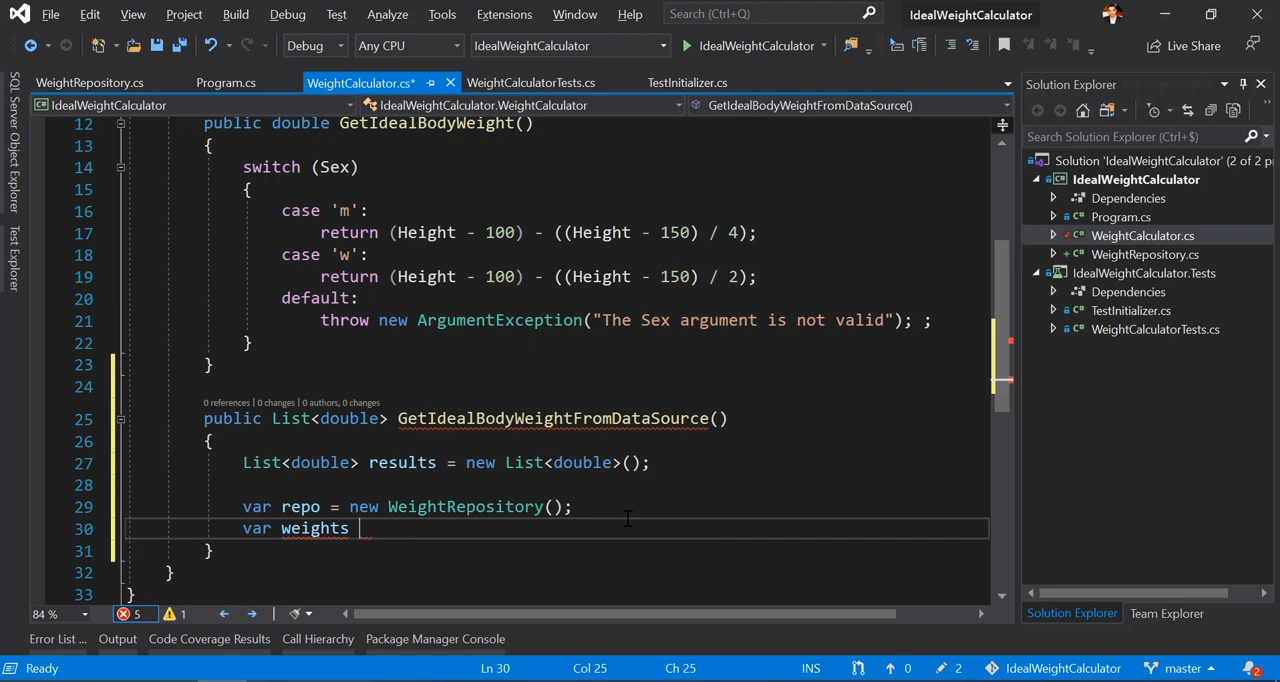 File Edit View Project Build Debug Test Analyze Tools Extensions Window Help Search (Ctrl+Q) IdealWeightCalculator
Debug Any CPU IdealWeightCalculator IdealWeightCalculator Live Share
WeightRepository.cs Program.cs WeightCalculator.cs* WeightCalculatorTests.cs TestInitializer.cs
IdealWeightCalculator IdealWeightCalculator.WeightCalculator GetIdealBodyWeightFromDataSource()
SQL Server Object Explorer
Test Explorer
12 public double GetIdealBodyWeight()
13 {
14 switch (Sex)
15 {
16 case 'm':
17 return (Height - 100) - ((Height - 150) / 4);
18 case 'w':
19 return (Height - 100) - ((Height - 150) / 2);
20 default:
21 throw new ArgumentException("The Sex argument is not valid"); ;
22 }
23 }
24
0 references | 0 changes | 0 authors, 0 changes
25 public List<double> GetIdealBodyWeightFromDataSource()
26 {
27 List<double> results = new List<double>();
28
29 var repo = new WeightRepository();
30 var weights
31 }
32 }
33 }
84 % 5 1
Solution Explorer
Search Solution Explorer (Ctrl+$)
Solution 'IdealWeightCalculator' (2 of 2 p
IdealWeightCalculator
Dependencies
Program.cs
WeightCalculator.cs
WeightRepository.cs
IdealWeightCalculator.Tests
Dependencies
TestInitializer.cs
WeightCalculatorTests.cs
Solution Explorer Team Explorer
Error List ... Output Code Coverage Results Call Hierarchy Package Manager Console
Ready Ln 30 Col 25 Ch 25 INS 0 2 IdealWeightCalculator master 2